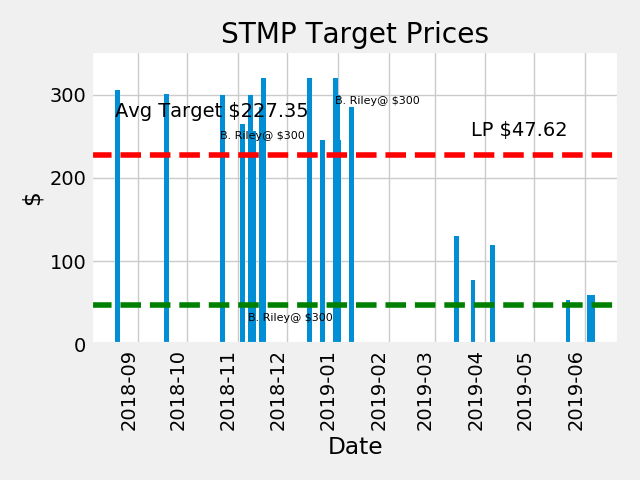 STMP Target Prices
$
300
200
100
0
Avg Target $227.35
B. Riley@ $300
B. Riley@ $300
LP $47.62
B. Riley@ $300
2018-09
2018-10
2018-11
2018-12
2019-01
2019-02
2019-03
2019-04
2019-05
2019-06
Date